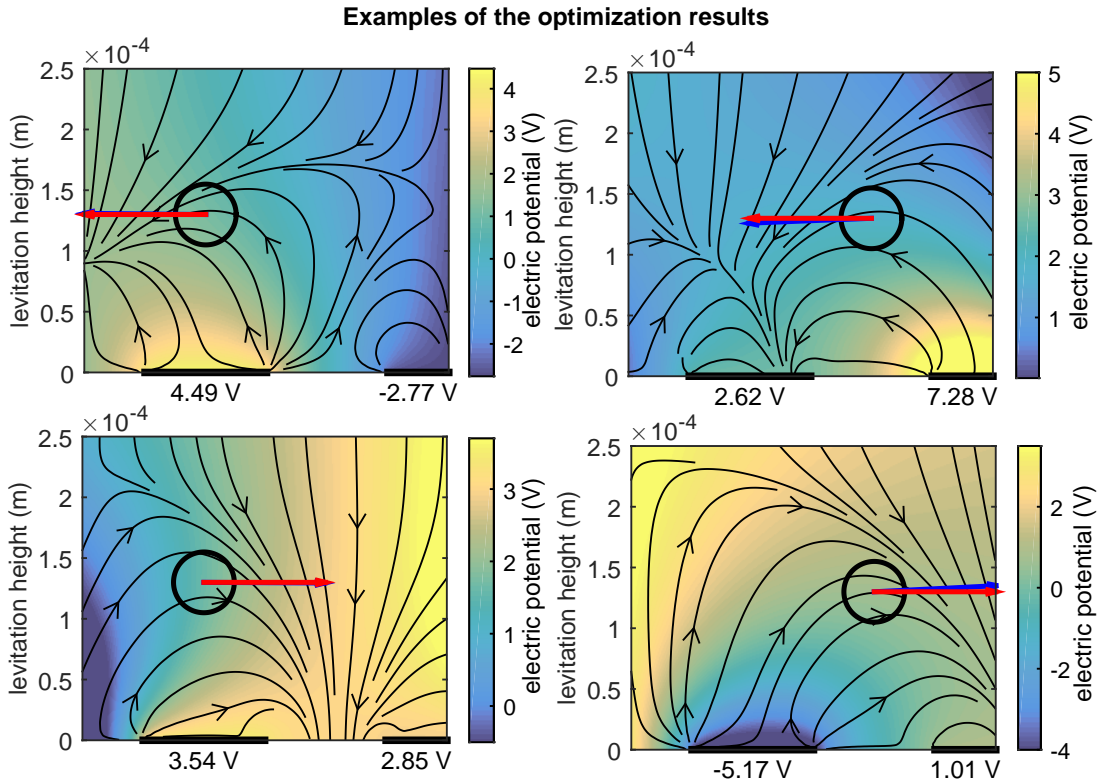 Examples of the optimization results
×10⁻⁴
2.5
2
1.5
1
0.5
0
levitation height (m)
4.49 V
-2.77 V
4
3
2
1
0
-1
-2
electric potential (V)
×10⁻⁴
2.5
2
1.5
1
0.5
0
levitation height (m)
2.62 V
7.28 V
5
4
3
2
1
electric potential (V)
×10⁻⁴
2.5
2
1.5
1
0.5
0
levitation height (m)
3.54 V
2.85 V
3
2
1
0
electric potential (V)
×10⁻⁴
2.5
2
1.5
1
0.5
0
levitation height (m)
-5.17 V
1.01 V
2
0
-2
-4
electric potential (V)